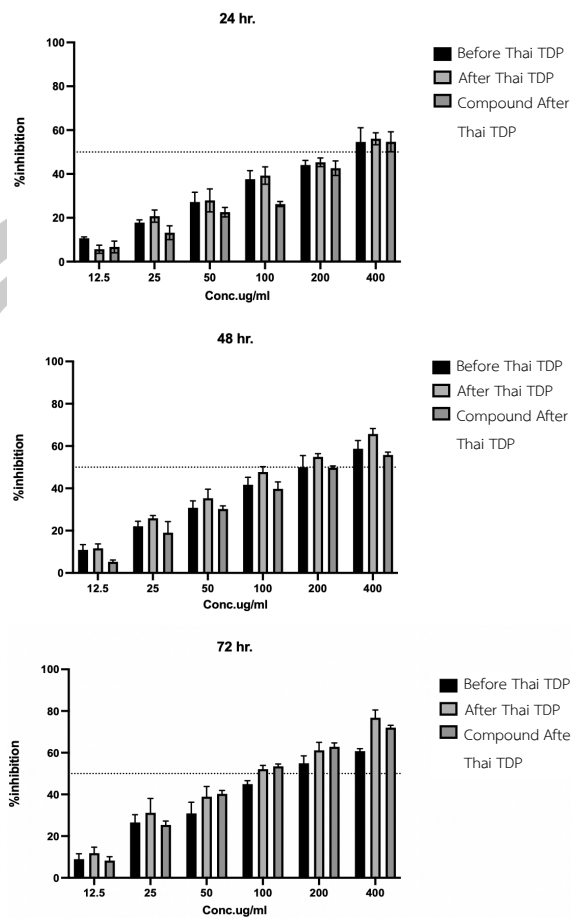 24 hr.
100
80
60
40
20
0
%inhibition
12.5 25 50 100 200 400
Conc.ug/ml
Before Thai TDP
After Thai TDP
Compound After
Thai TDP
48 hr.
100
80
60
40
20
0
%inhibition
12.5 25 50 100 200 400
Conc.ug/ml
Before Thai TDP
After Thai TDP
Compound After
Thai TDP
72 hr.
100
80
60
40
20
0
%inhibition
12.5 25 50 100 200 400
Conc.ug/ml
Before Thai TDP
After Thai TDP
Compound Afte
Thai TDP